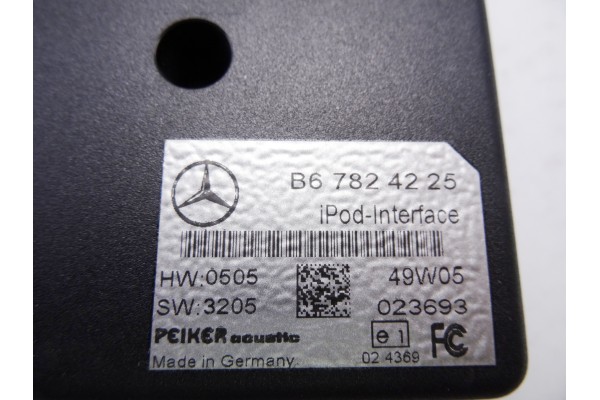 B6 782 42 25
iPod-Interface
HW:0505 49W05
SW:3205 023693
PEIKER acustic e1 FC
Made in Germany 02 4369